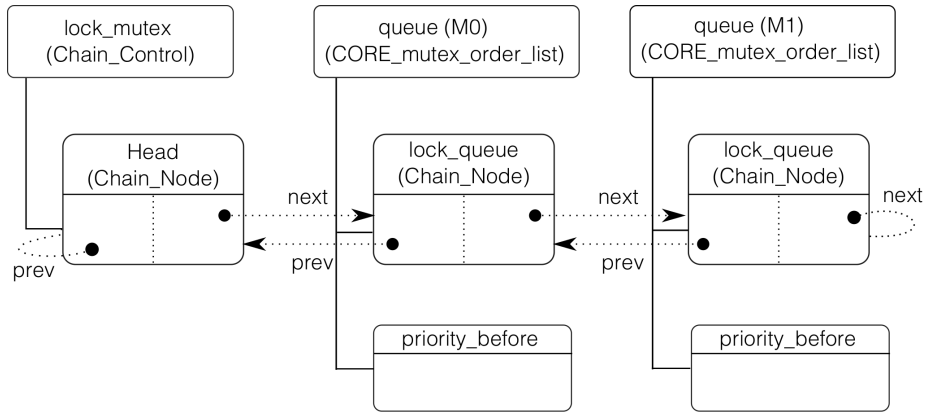 lock_mutex
(Chain_Control)
queue (M0)
(CORE_mutex_order_list)
queue (M1)
(CORE_mutex_order_list)
Head
(Chain_Node)
lock_queue
(Chain_Node)
lock_queue
(Chain_Node)
next
next
next
prev
prev
prev
priority_before
priority_before